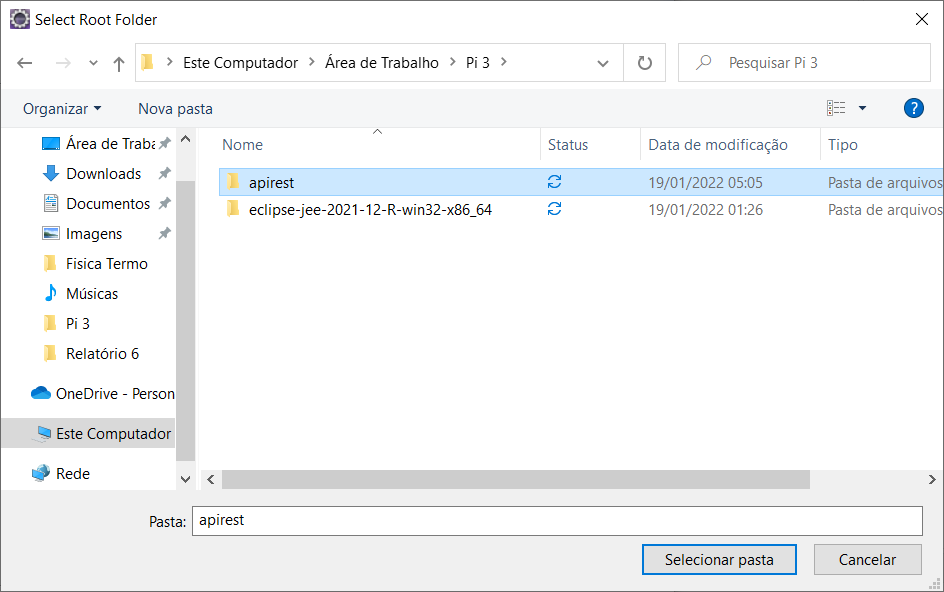 Select Root Folder
Este Computador > Área de Trabalho > Pi 3 >
Pesquisar Pi 3
Organizar
Nova pasta
?
Nome
Status
Data de modificação
Tipo
apirest
19/01/2022 05:05
Pasta de arquivos
eclipse-jee-2021-12-R-win32-x86_64
19/01/2022 01:26
Pasta de arquivos
Área de Traba
Downloads
Documentos
Imagens
Fisica Termo
Músicas
Pi 3
Relatório 6
OneDrive - Person
Este Computador
Rede
Pasta: apirest
Selecionar pasta
Cancelar